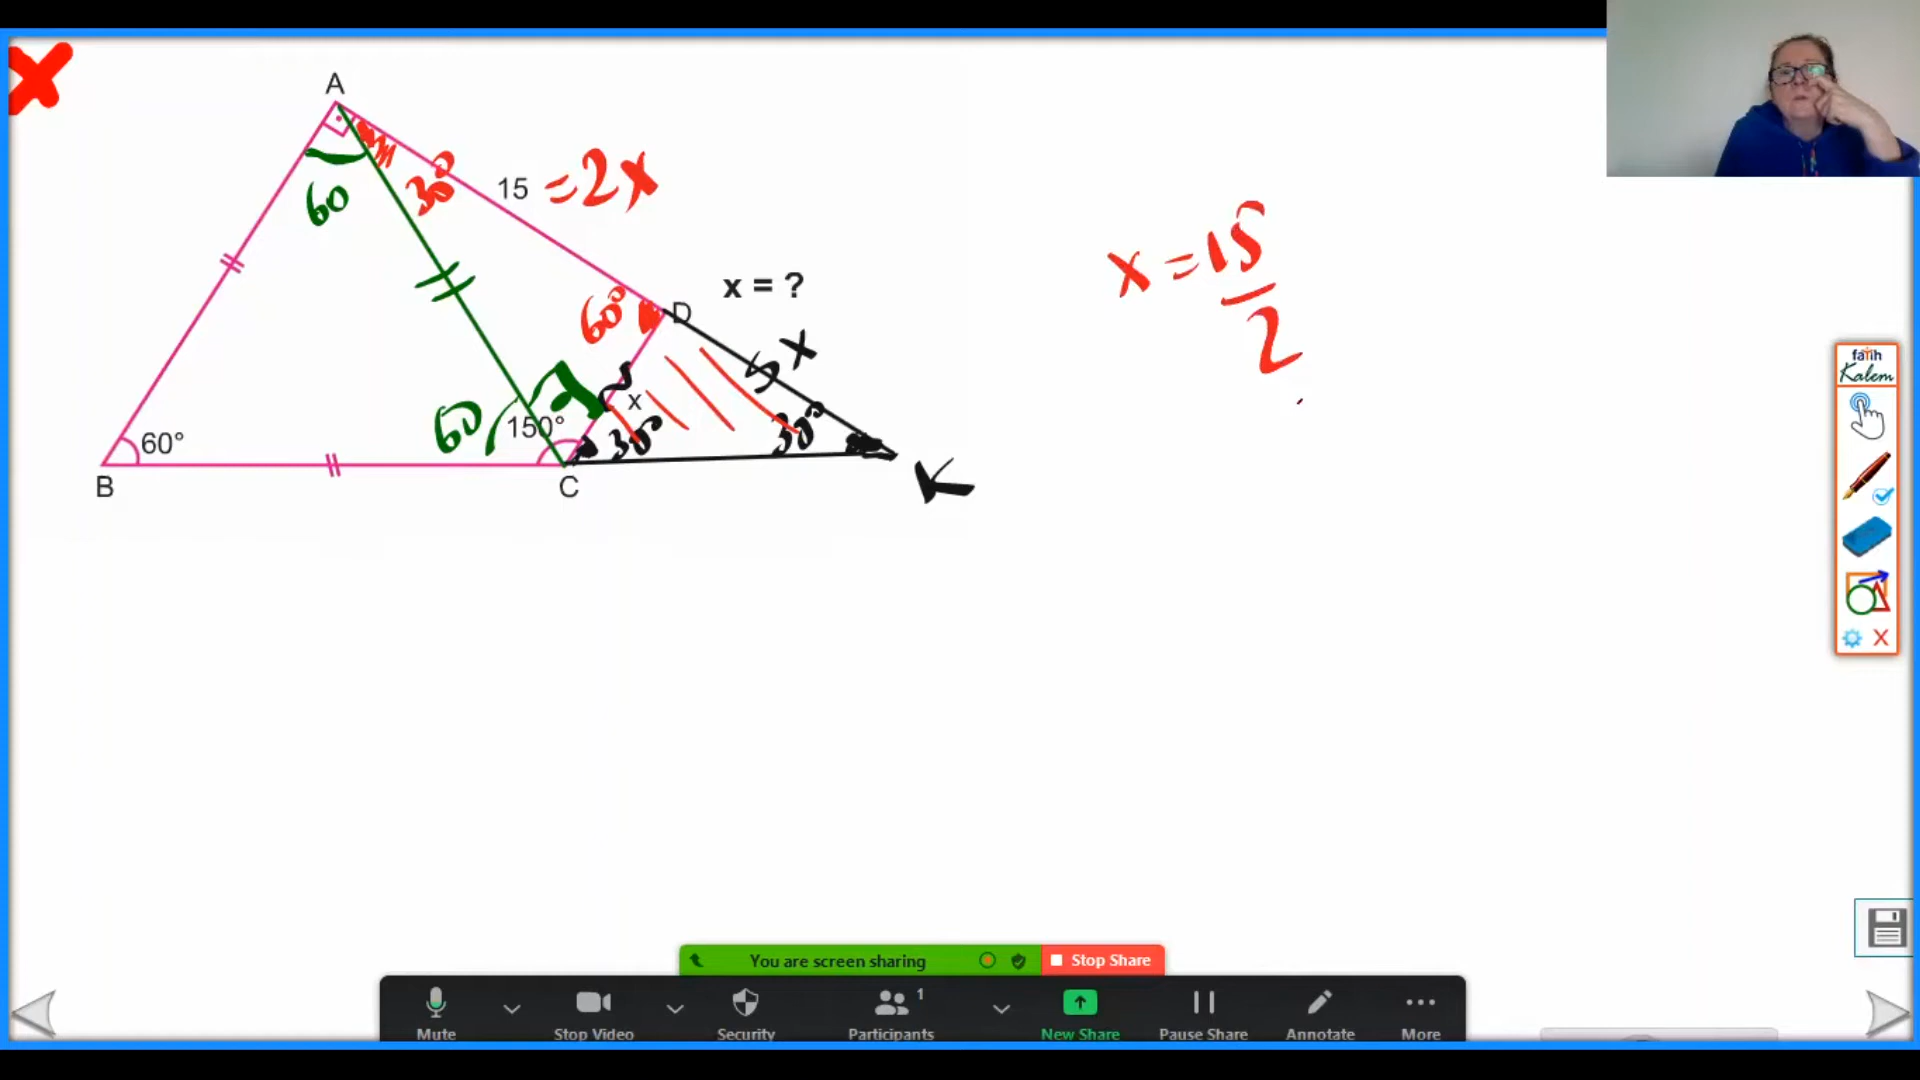 A
15 = 2x
60
30°
x = 15
2
x = ?
60°
D
x
x
60
150°
30°
30°
60°
B
C
K
fatih
Kalem
You are screen sharing
Stop Share
Mute
Stop Video
Security
Participants
1
New Share
Pause Share
Annotate
More